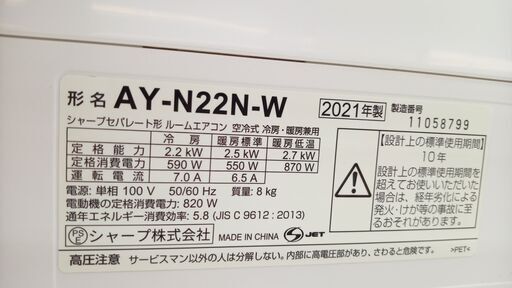 形名 AY-N22N-W 2021年製 製造番号 11058799
シャープセパレート形 ルームエアコン 空冷式 冷房・暖房兼用
冷房 暖房標準 暖房低温
定格能力 2.2 kW 2.5 kW 2.7 kW
定格消費電力 590 W 550 W 870 W
運転電流 7.0 A 6.5 A
電源: 単相 100 V 50/60 Hz 質量: 8 kg
電動機の定格消費電力: 820 W
通年エネルギー消費効率: 5.8 (JIS C 9612 : 2013)
PS E シャープ株式会社 MADE IN CHINA S JET
【設計上の標準使用期間】
10年
設計上の標準使用期間を
超えてお使いいただいた
場合は、経年劣化による
発火・けが等の事故に至
るおそれがあります。
>PET<
高圧注意 サービスマン以外の人は分解しない。内部に高電圧部があり、さわると危険です。